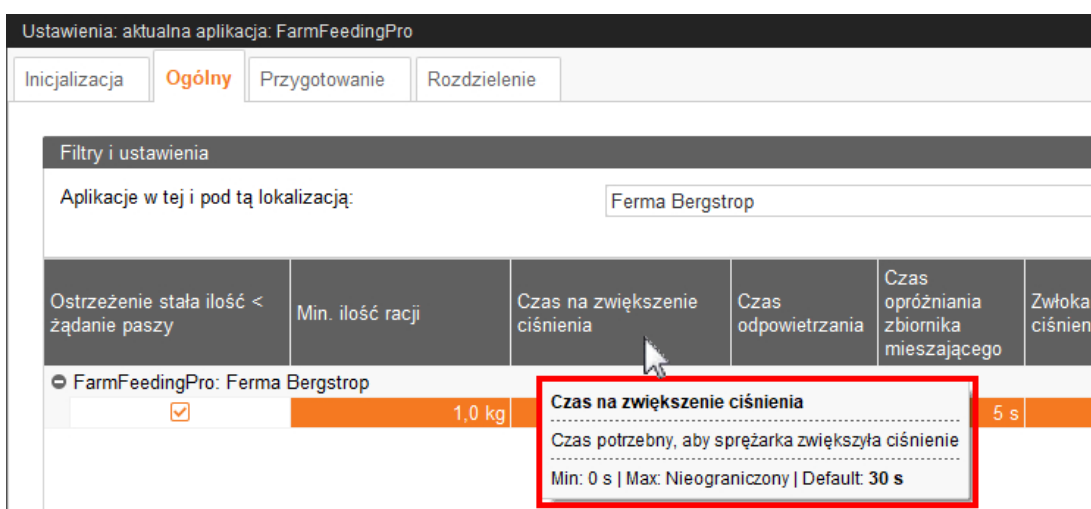 Ustawienia: aktualna aplikacja: FarmFeedingPro
Inicjalizacja
Ogólny
Przygotowanie
Rozdzielenie
Filtry i ustawienia
Aplikacje w tej i pod tą lokalizacją:
Ferma Bergstrop
Ostrzeżenie stała ilość <
żądanie paszy
Min. ilość racji
Czas na zwiększenie
ciśnienia
Czas
odpowietrzania
Czas
opróżniania
zbiornika
mieszającego
Zwłoka
ciśnien
FarmFeedingPro: Ferma Bergstrop
1,0 kg
5 s
Czas na zwiększenie ciśnienia
Czas potrzebny, aby sprężarka zwiększyła ciśnienie
Min: 0 s | Max: Nieograniczony | Default: 30 s